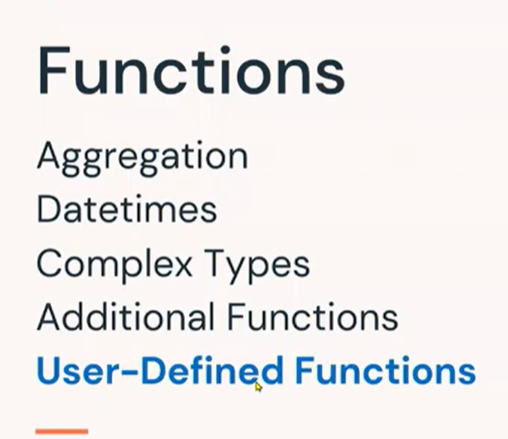 Functions
Aggregation
Datetimes
Complex Types
Additional Functions
User-Defined Functions